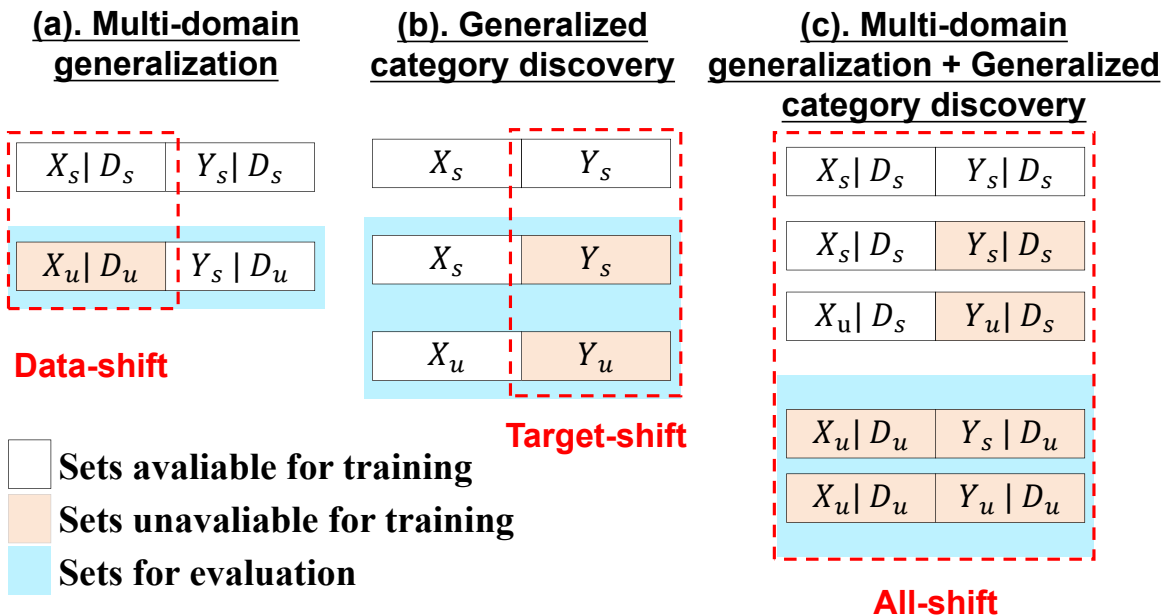 (a). Multi-domain
generalization
X_s| D_s Y_s| D_s
X_u| D_u Y_s | D_u
Data-shift
(b). Generalized
category discovery
X_s Y_s
X_s Y_s
X_u Y_u
Target-shift
(c). Multi-domain
generalization + Generalized
category discovery
X_s| D_s Y_s| D_s
X_s| D_s Y_s| D_s
X_u| D_s Y_u| D_s
X_u| D_u Y_s | D_u
X_u| D_u Y_u | D_u
All-shift
Sets avaliable for training
Sets unavaliable for training
Sets for evaluation